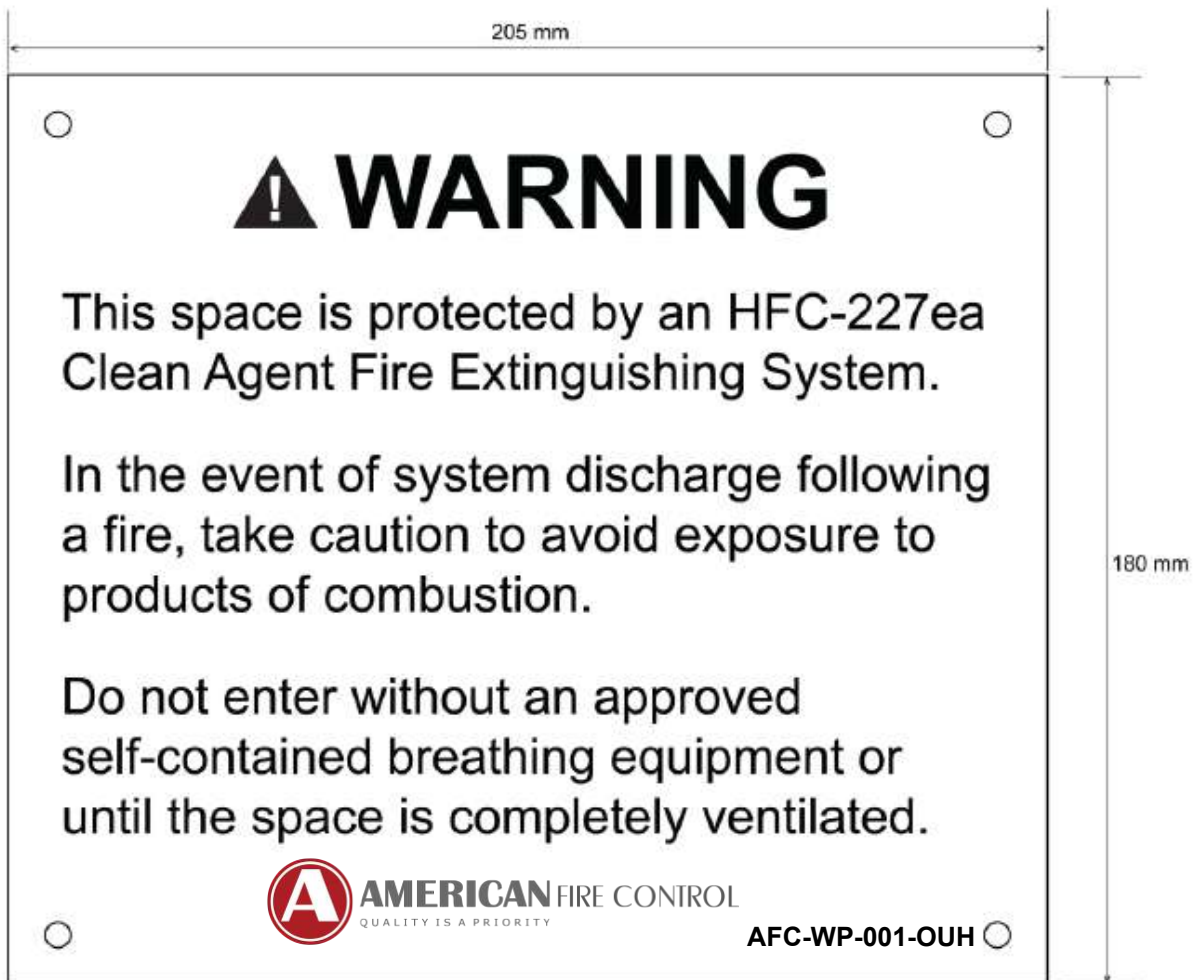 205 mm
WARNING
This space is protected by an HFC-227ea
Clean Agent Fire Extinguishing System.
In the event of system discharge following
a fire, take caution to avoid exposure to
products of combustion.
180 mm
Do not enter without an approved
self-contained breathing equipment or
until the space is completely ventilated.
A AMERICAN FIRE CONTROL
QUALITY IS A PRIORITY
AFC-WP-001-OUH